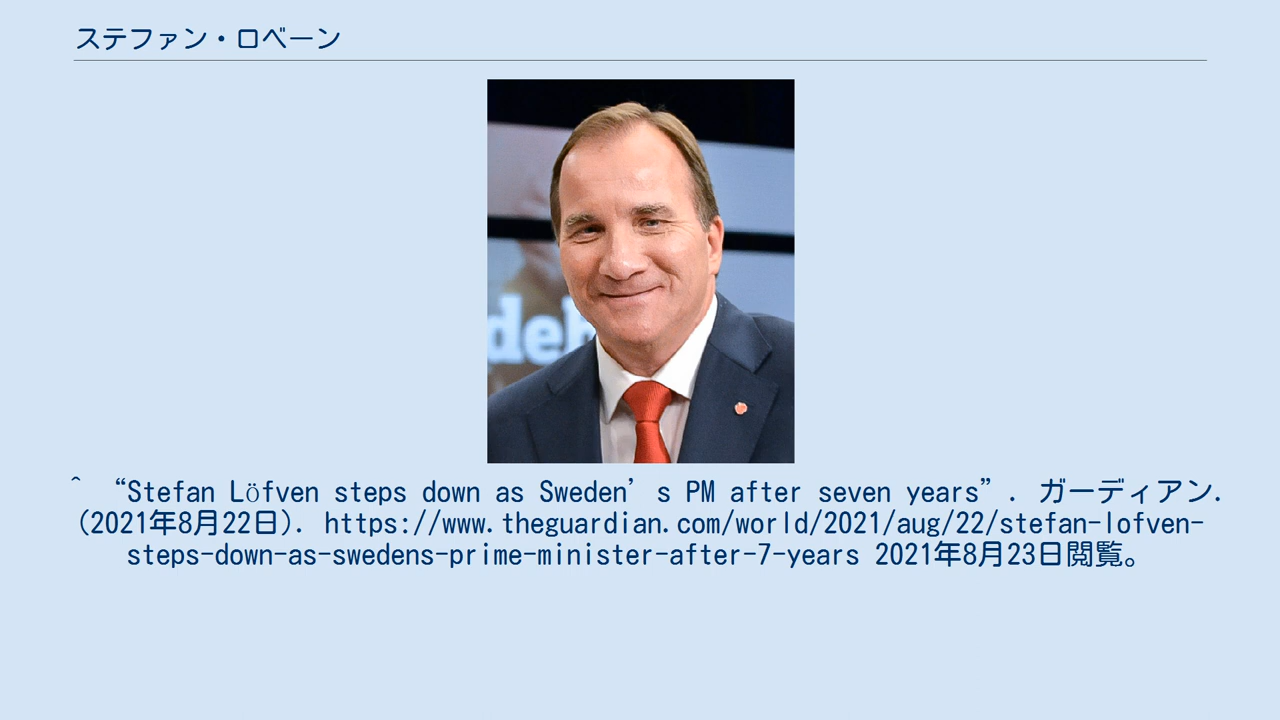 ステファン・ロベーン
deb
^ “Stefan Löfven steps down as Sweden’s PM after seven years”. ガーディアン.
(2021年8月22日). https://www.theguardian.com/world/2021/aug/22/stefan-lofven-
steps-down-as-swedens-prime-minister-after-7-years 2021年8月23日閲覧。